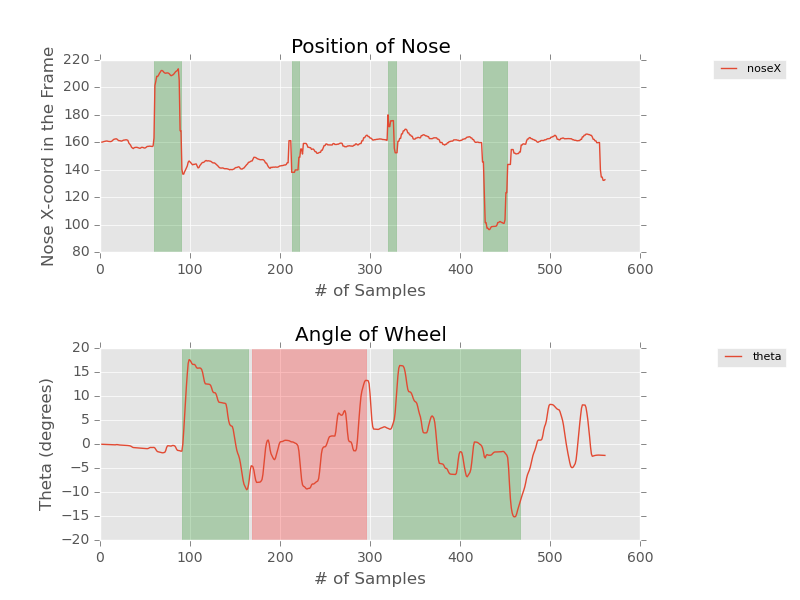 Position of Nose
Nose X-coord in the Frame
220
200
180
160
140
120
100
80
0 100 200 300 400 500 600
# of Samples
noseX
Angle of Wheel
Theta (degrees)
20
15
10
5
0
−5
−10
−15
−20
0 100 200 300 400 500 600
# of Samples
theta